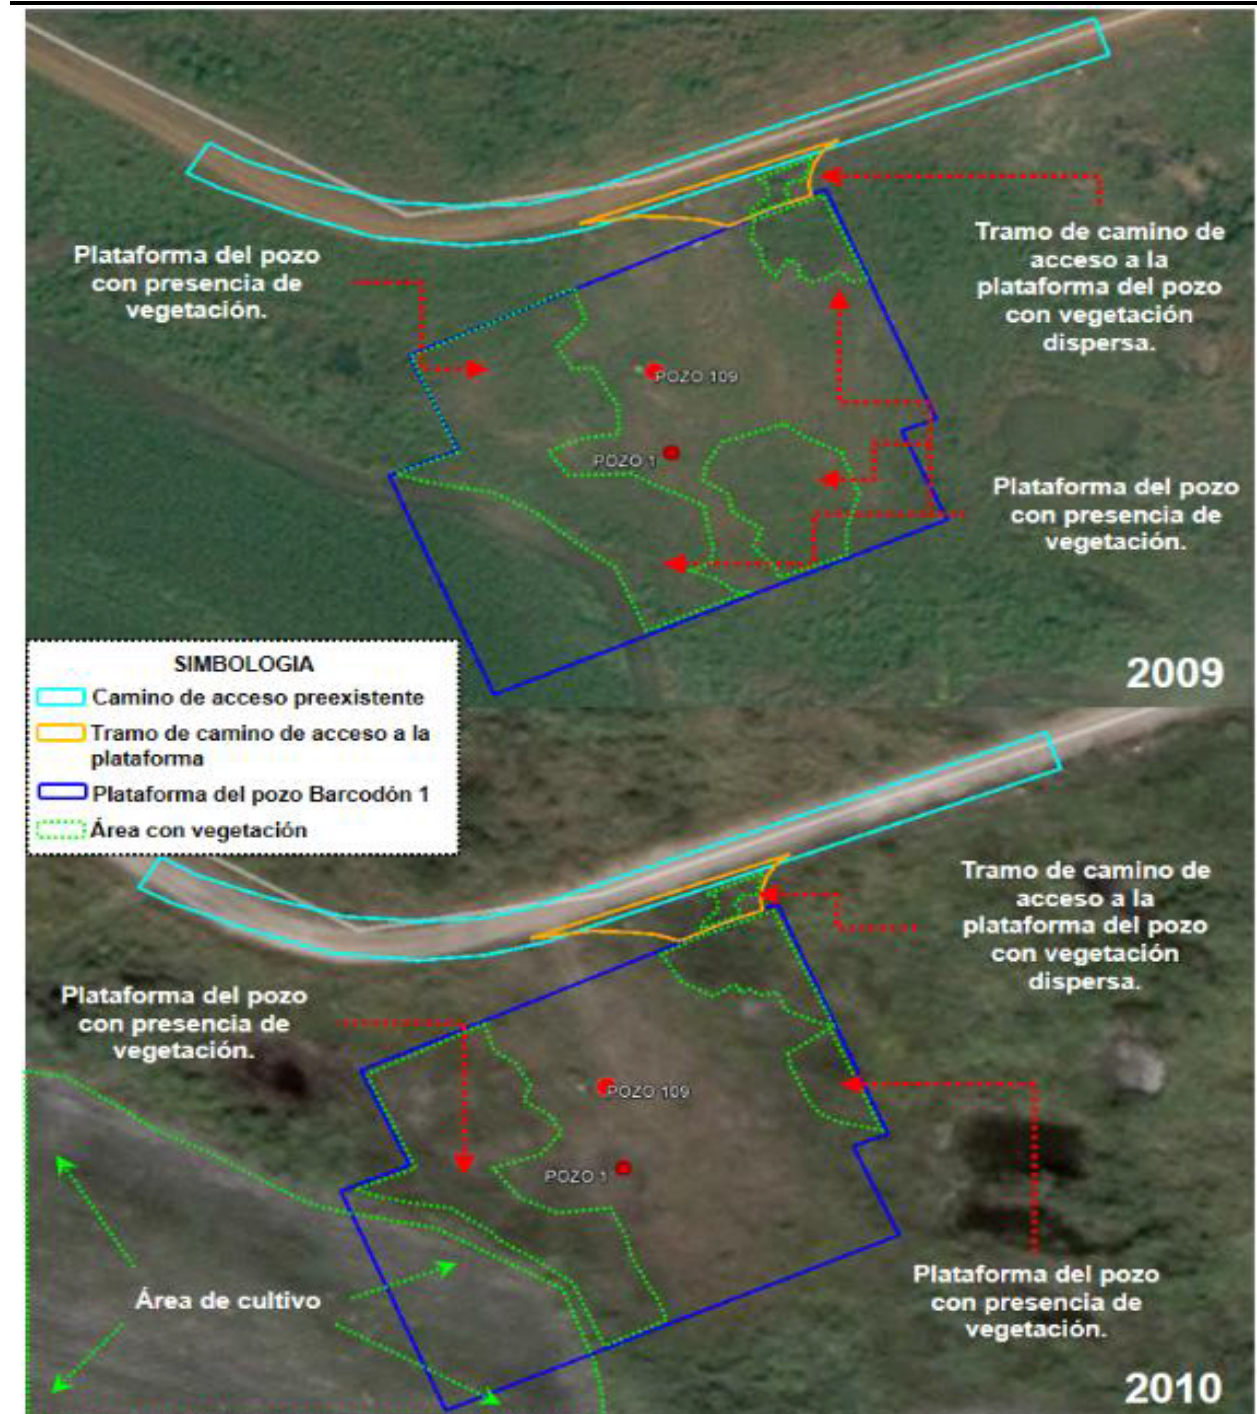 Plataforma del pozo
con presencia de
vegetación.
Tramo de camino de
acceso a la
plataforma del pozo
con vegetación
dispersa.
POZO 109
POZO 1
Plataforma del pozo
con presencia de
vegetación.
2009
SIMBOLOGIA
Camino de acceso preexistente
Tramo de camino de acceso a la
plataforma
Plataforma del pozo Barcodón 1
Área con vegetación
Tramo de camino de
acceso a la
plataforma del pozo
con vegetación
dispersa.
Plataforma del pozo
con presencia de
vegetación.
POZO 109
POZO 1
Área de cultivo
Plataforma del pozo
con presencia de
vegetación.
2010